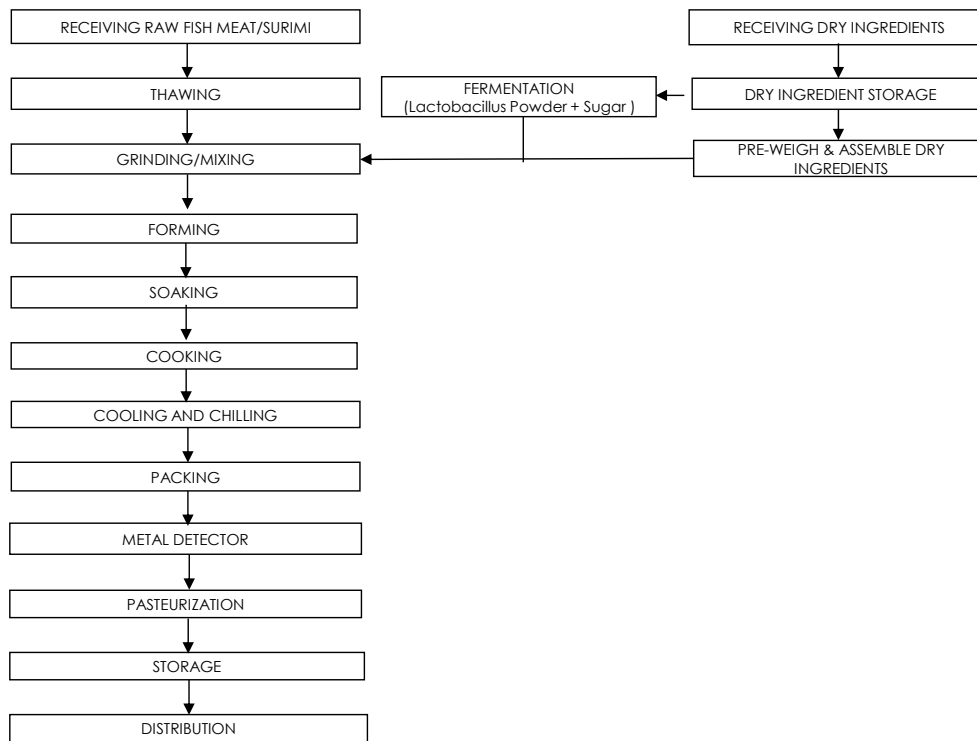 RECEIVING RAW FISH MEAT/SURIMI
RECEIVING DRY INGREDIENTS
THAWING
FERMENTATION
(Lactobacillus Powder + Sugar )
DRY INGREDIENT STORAGE
GRINDING/MIXING
PRE-WEIGH & ASSEMBLE DRY
INGREDIENTS
FORMING
SOAKING
COOKING
COOLING AND CHILLING
PACKING
METAL DETECTOR
PASTEURIZATION
STORAGE
DISTRIBUTION